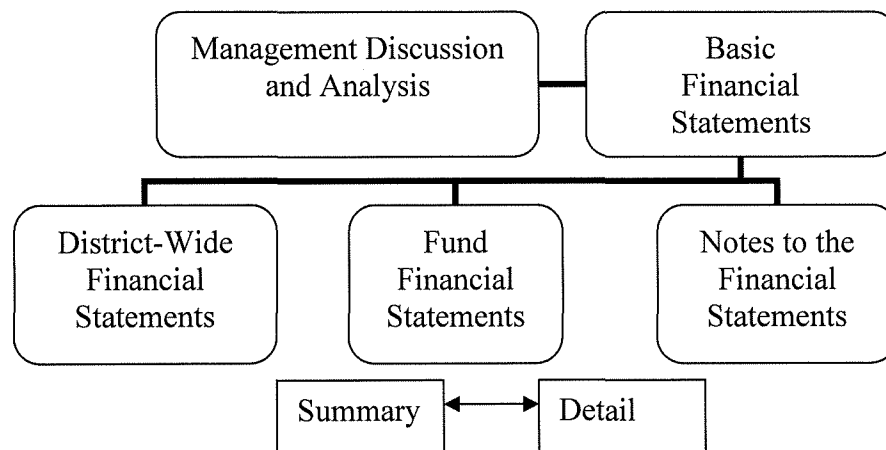 Management Discussion
and Analysis
Basic
Financial
Statements
District-Wide
Financial
Statements
Fund
Financial
Statements
Notes to the
Financial
Statements
Summary
Detail